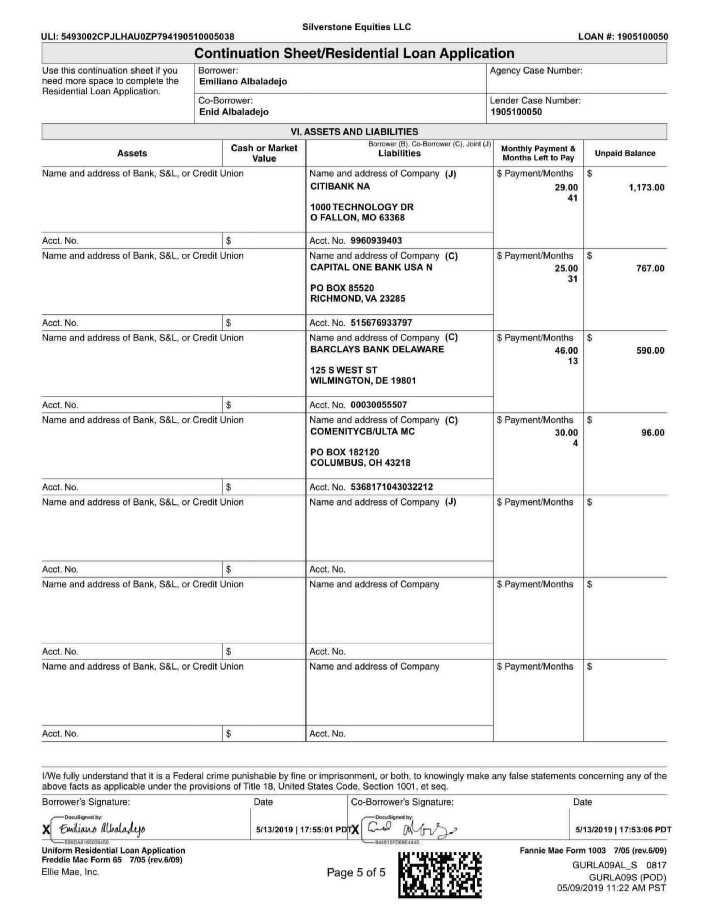 Silverstone Equities LLC
ULI: 5493002CPJLHAU0ZP794190510005038 LOAN #: 1905100050
Continuation Sheet/Residential Loan Application
Use this continuation sheet if you
need more space to complete the
Residential Loan Application.
Borrower:
Emiliano Albaladejo
Agency Case Number:
Co-Borrower:
Enid Albaladejo
Lender Case Number:
1905100050
VI. ASSETS AND LIABILITIES
Assets
Cash or Market
Value
Borrower (B), Co-Borrower (C), Joint (J)
Liabilities
Monthly Payment &
Months Left to Pay
Unpaid Balance
Name and address of Bank, S&L, or Credit Union
Name and address of Company (J)
CITIBANK NA
1000 TECHNOLOGY DR
O FALLON, MO 63368
$ Payment/Months
29.00
41
$
1,173.00
Acct. No. $ Acct. No. 9960939403
Name and address of Bank, S&L, or Credit Union
Name and address of Company (C)
CAPITAL ONE BANK USA N
PO BOX 85520
RICHMOND, VA 23285
$ Payment/Months
25.00
31
$
767.00
Acct. No. $ Acct. No. 515676933797
Name and address of Bank, S&L, or Credit Union
Name and address of Company (C)
BARCLAYS BANK DELAWARE
125 S WEST ST
WILMINGTON, DE 19801
$ Payment/Months
46.00
13
$
590.00
Acct. No. $ Acct. No. 00030055507
Name and address of Bank, S&L, or Credit Union
Name and address of Company (C)
COMENITYCB/ULTA MC
PO BOX 182120
COLUMBUS, OH 43218
$ Payment/Months
30.00
4
$
96.00
Acct. No. $ Acct. No. 5368171043032212
Name and address of Bank, S&L, or Credit Union
Name and address of Company (J)
$ Payment/Months
$
Acct. No. $ Acct. No.
Name and address of Bank, S&L, or Credit Union
Name and address of Company
$ Payment/Months
$
Acct. No. $ Acct. No.
Name and address of Bank, S&L, or Credit Union
Name and address of Company
$ Payment/Months
$
Acct. No. $ Acct. No.
I/We fully understand that it is a Federal crime punishable by fine or imprisonment, or both, to knowingly make any false statements concerning any of the
above facts as applicable under the provisions of Title 18, United States Code, Section 1001, et seq.
Borrower's Signature: Date Co-Borrower's Signature: Date
DocuSigned by: DocuSigned by:
X Emiliano Albaladejo 5/13/2019 | 17:55:01 PDT X 5/13/2019 | 17:53:06 PDT
Uniform Residential Loan Application
Freddie Mac Form 65 7/05 (rev.6/09)
Ellie Mae, Inc.
Page 5 of 5
Fannie Mae Form 1003 7/05 (rev.6/09)
GURLA09AL_S 0817
GURLA09S (POD)
05/09/2019 11:22 AM PST